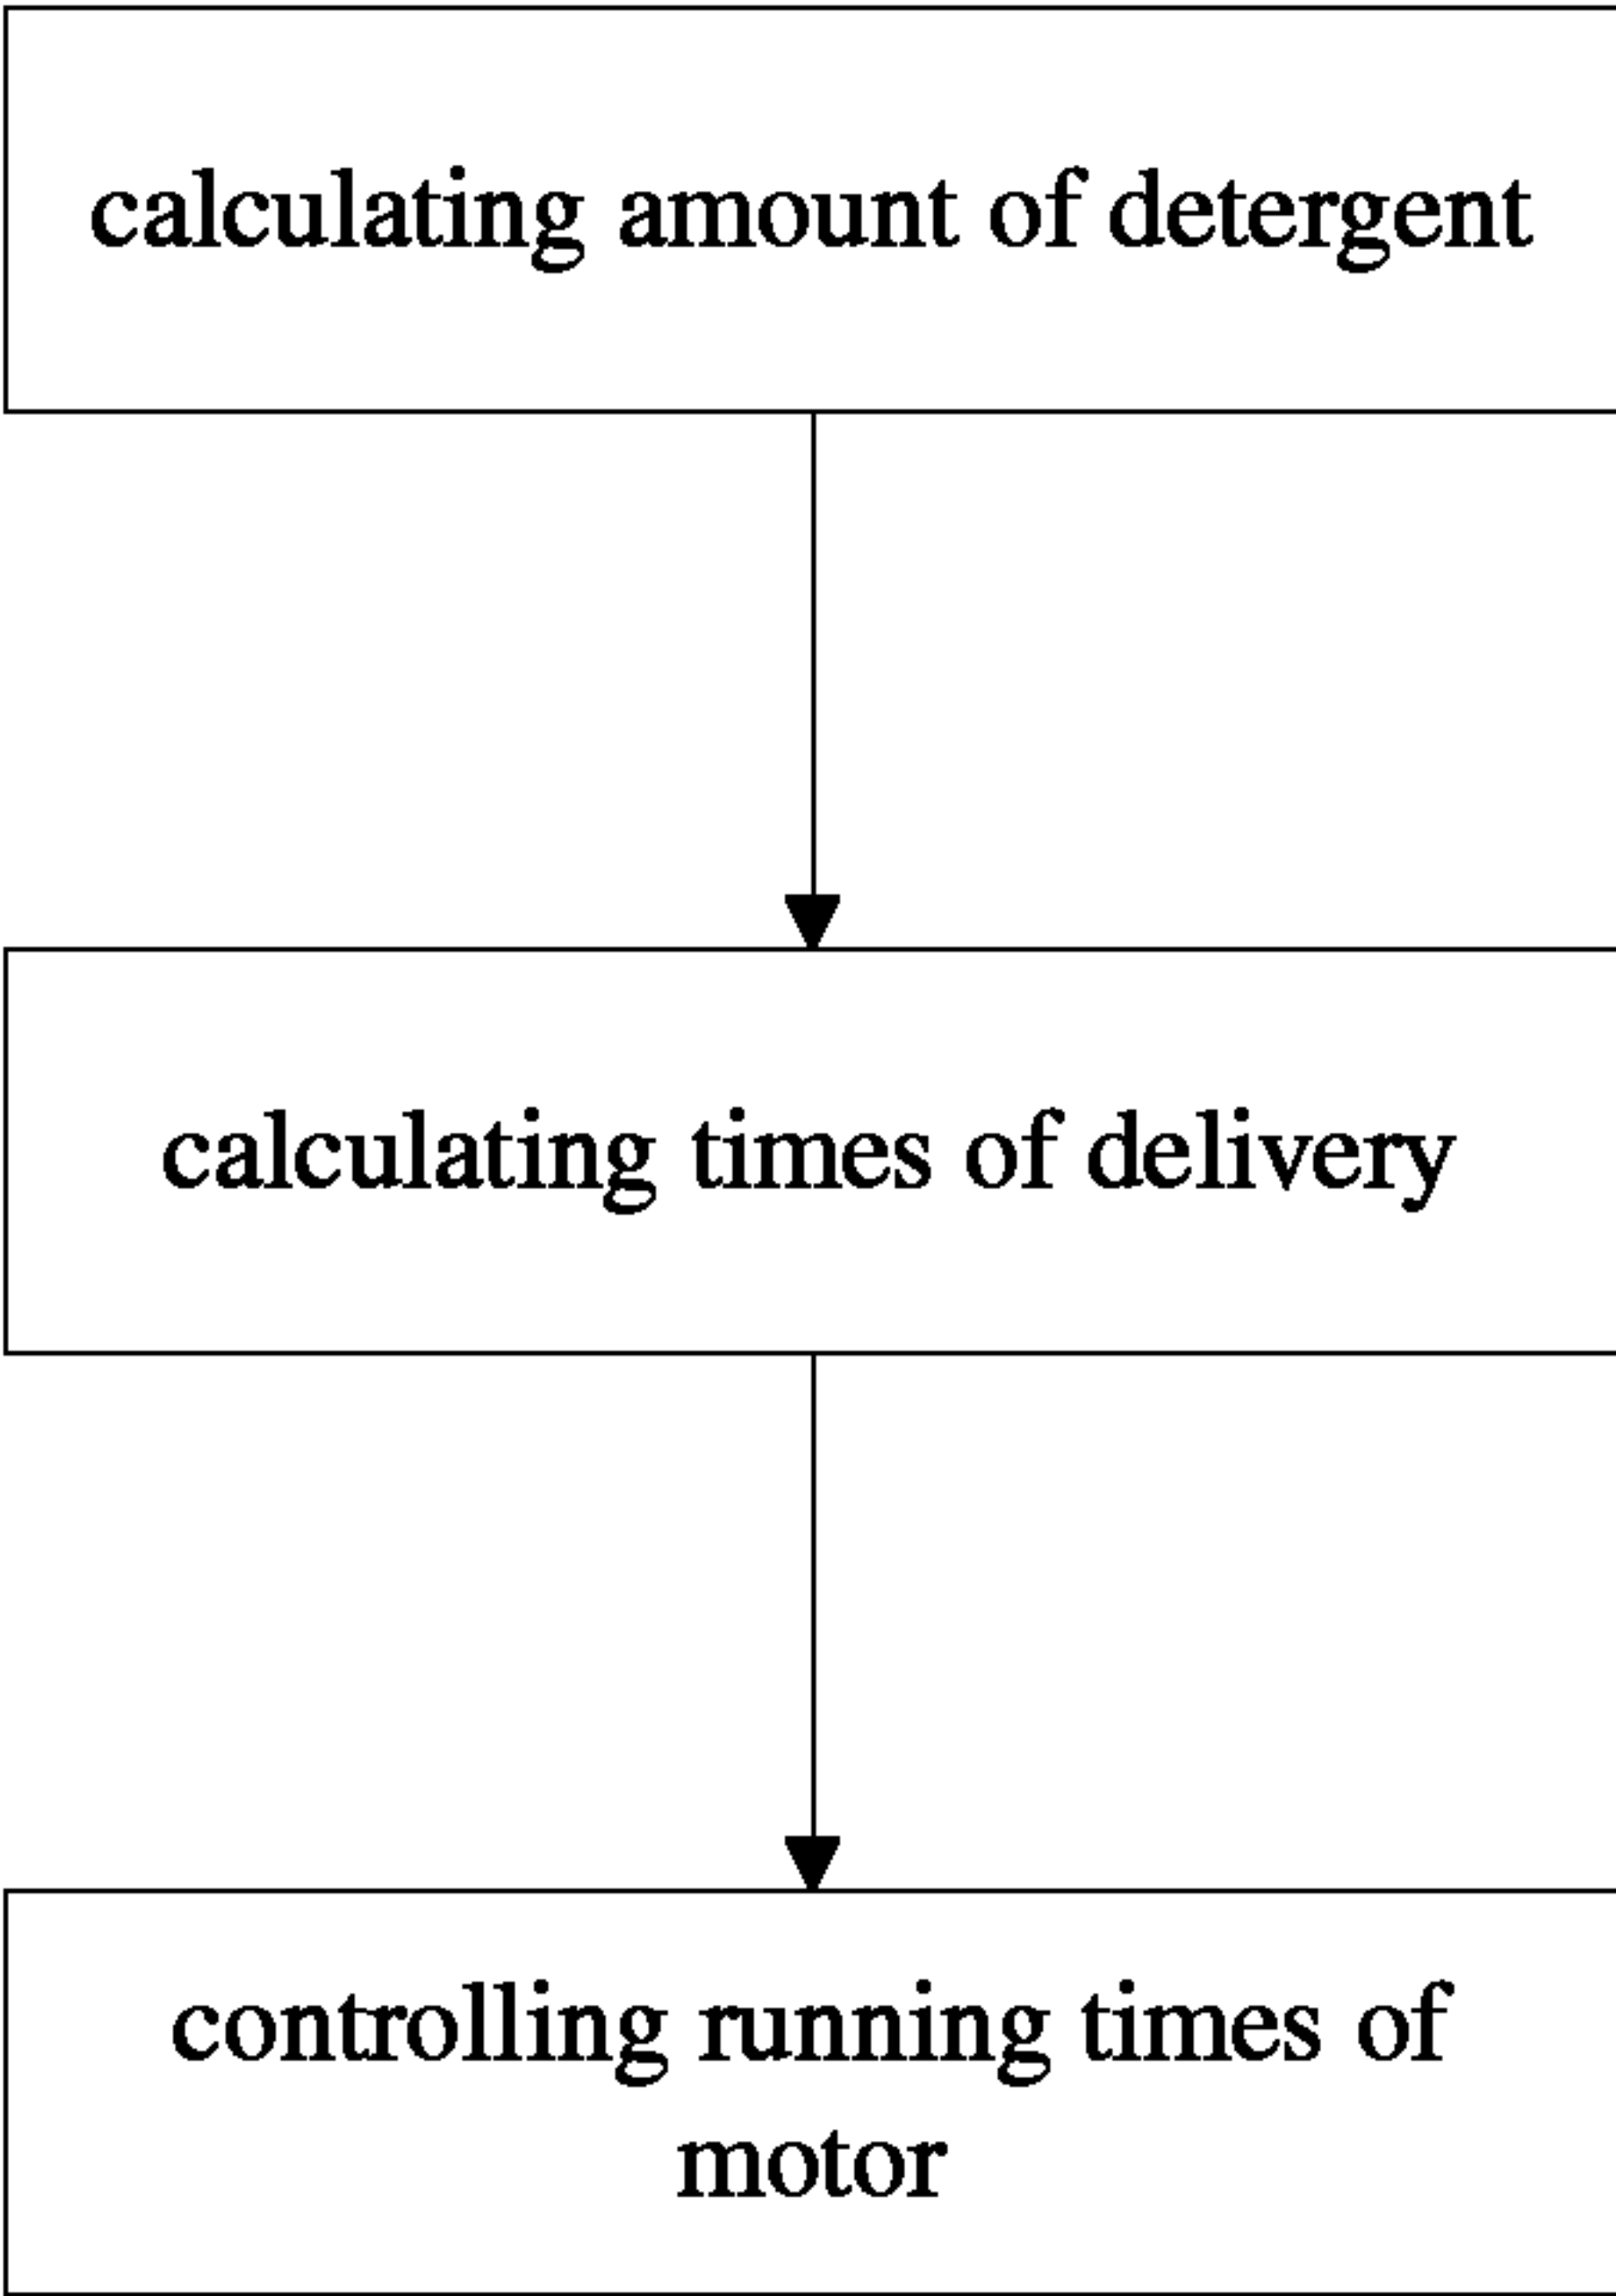 calculating amount of detergent
calculating times of delivery
controlling running times of
motor